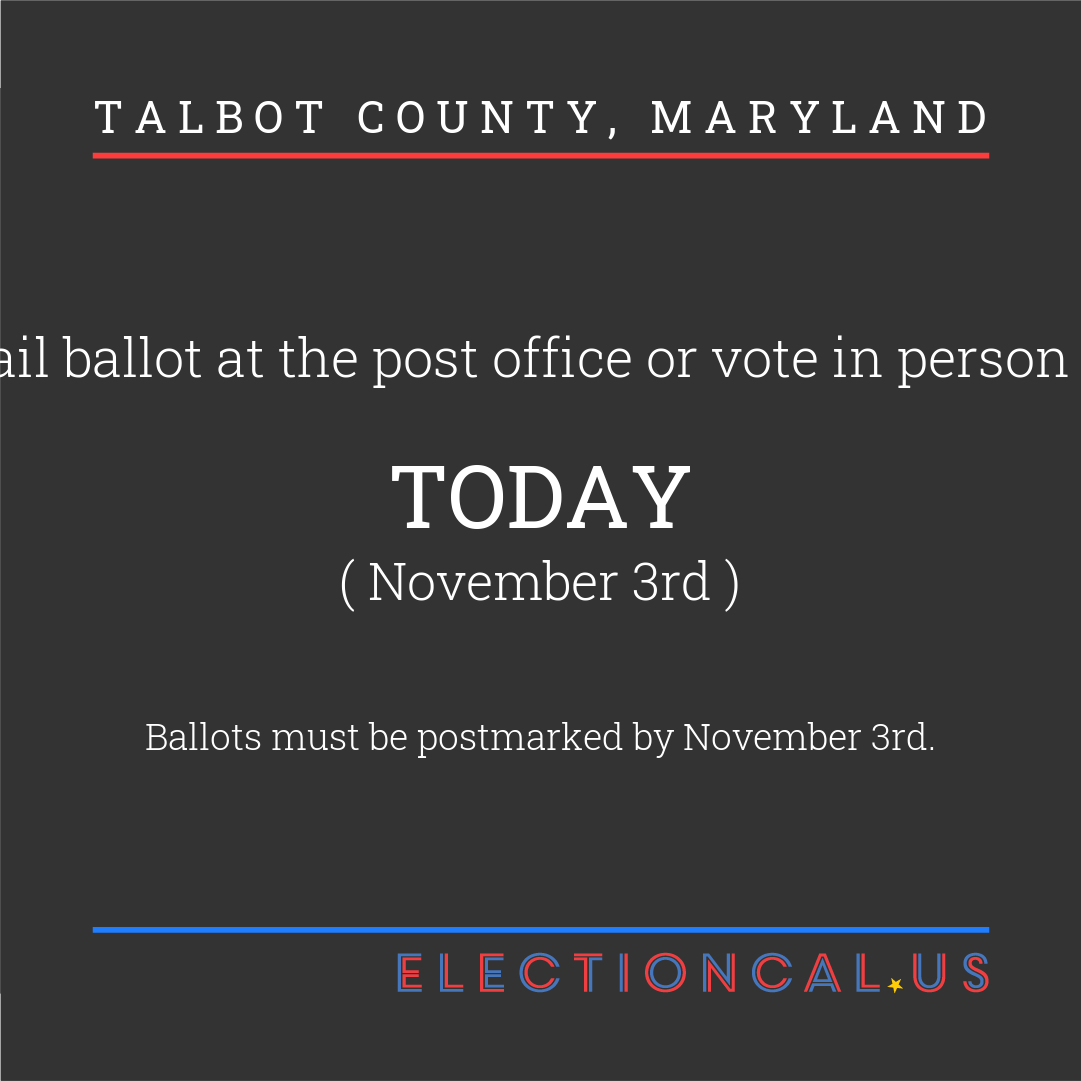 TALBOT COUNTY, MARYLAND
ail ballot at the post office or vote in person
TODAY
( November 3rd )
Ballots must be postmarked by November 3rd.
ELECTIONCAL.US